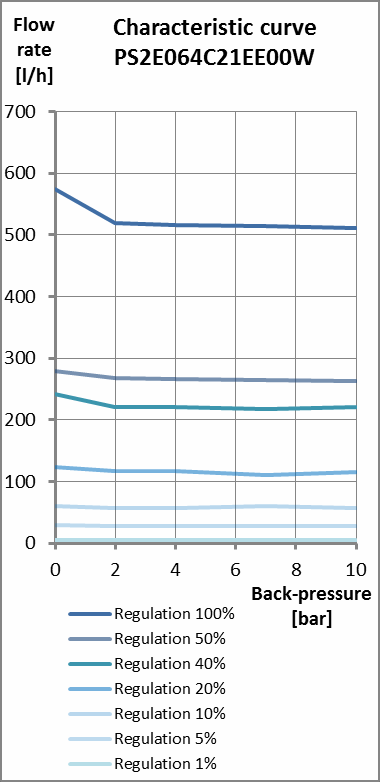 Flow
rate
[l/h]
Characteristic curve
PS2E064C21EE00W
700
600
500
400
300
200
100
0
0 2 4 6 8 10
Back-pressure
[bar]
Regulation 100%
Regulation 50%
Regulation 40%
Regulation 20%
Regulation 10%
Regulation 5%
Regulation 1%